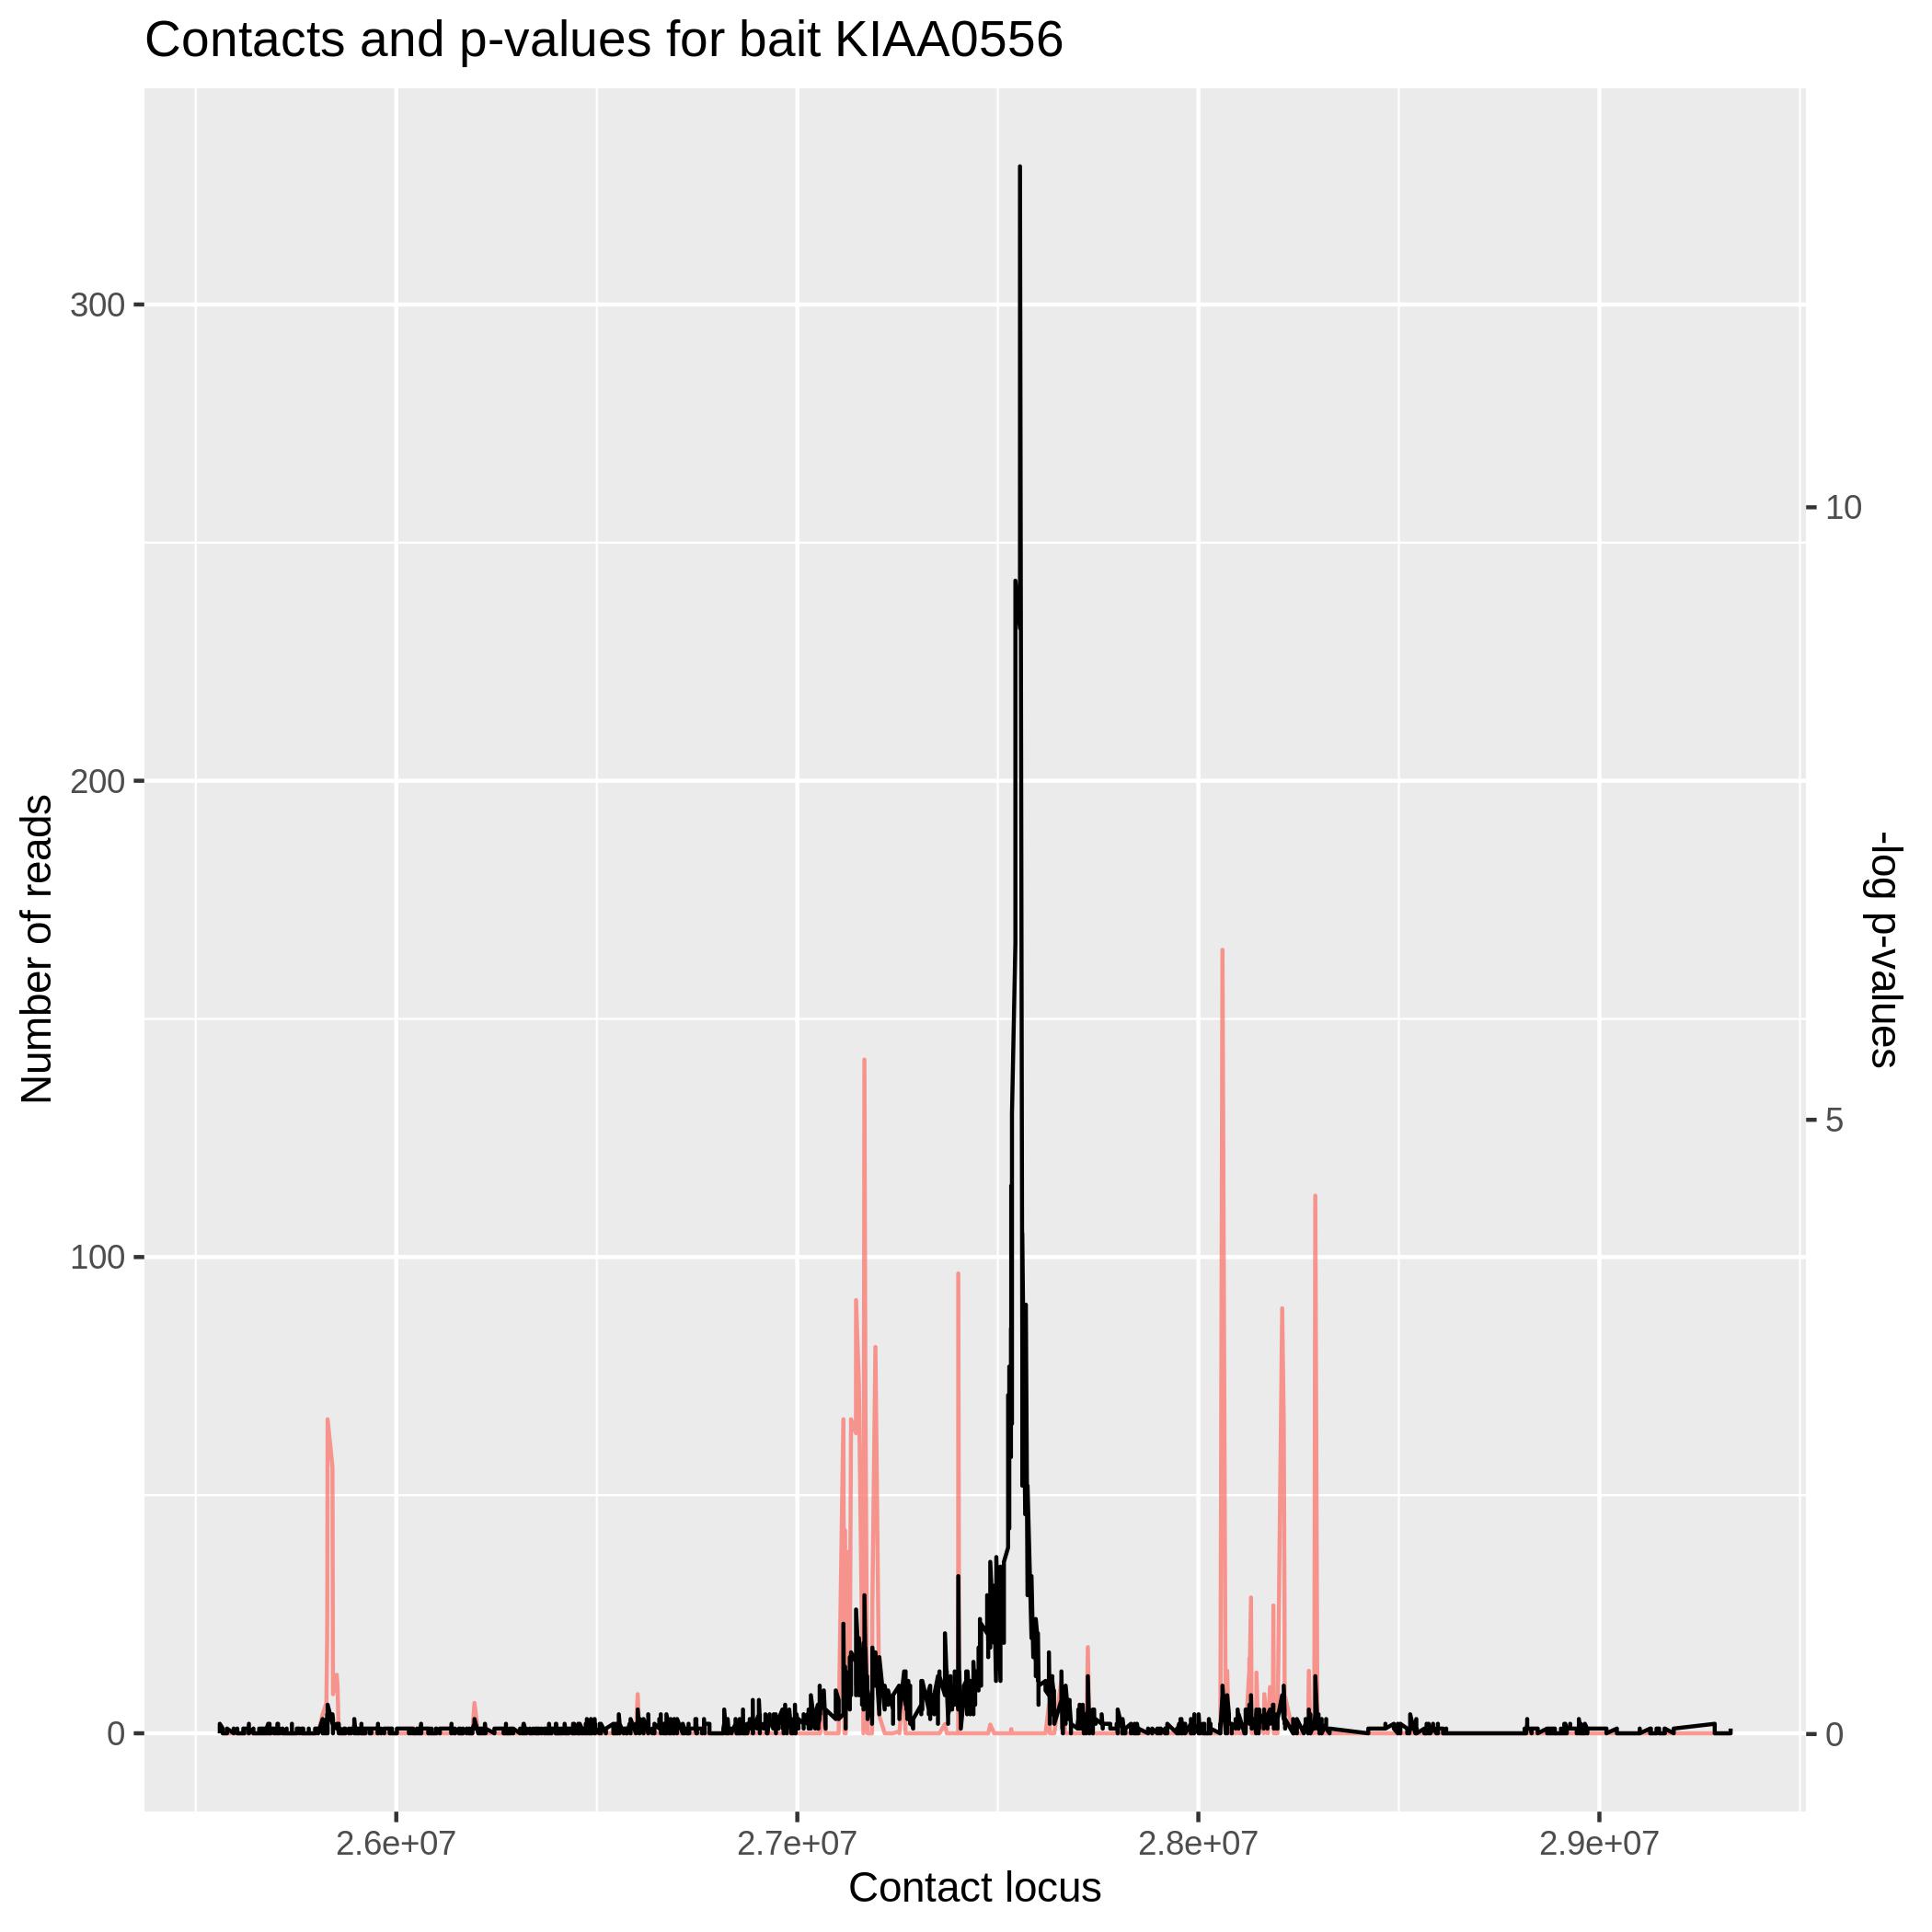 Contacts and p-values for bait KIAA0556
300
200
100
0
Number of reads
10
5
0
-log p-values
2.6e+07
2.7e+07
2.8e+07
2.9e+07
Contact locus